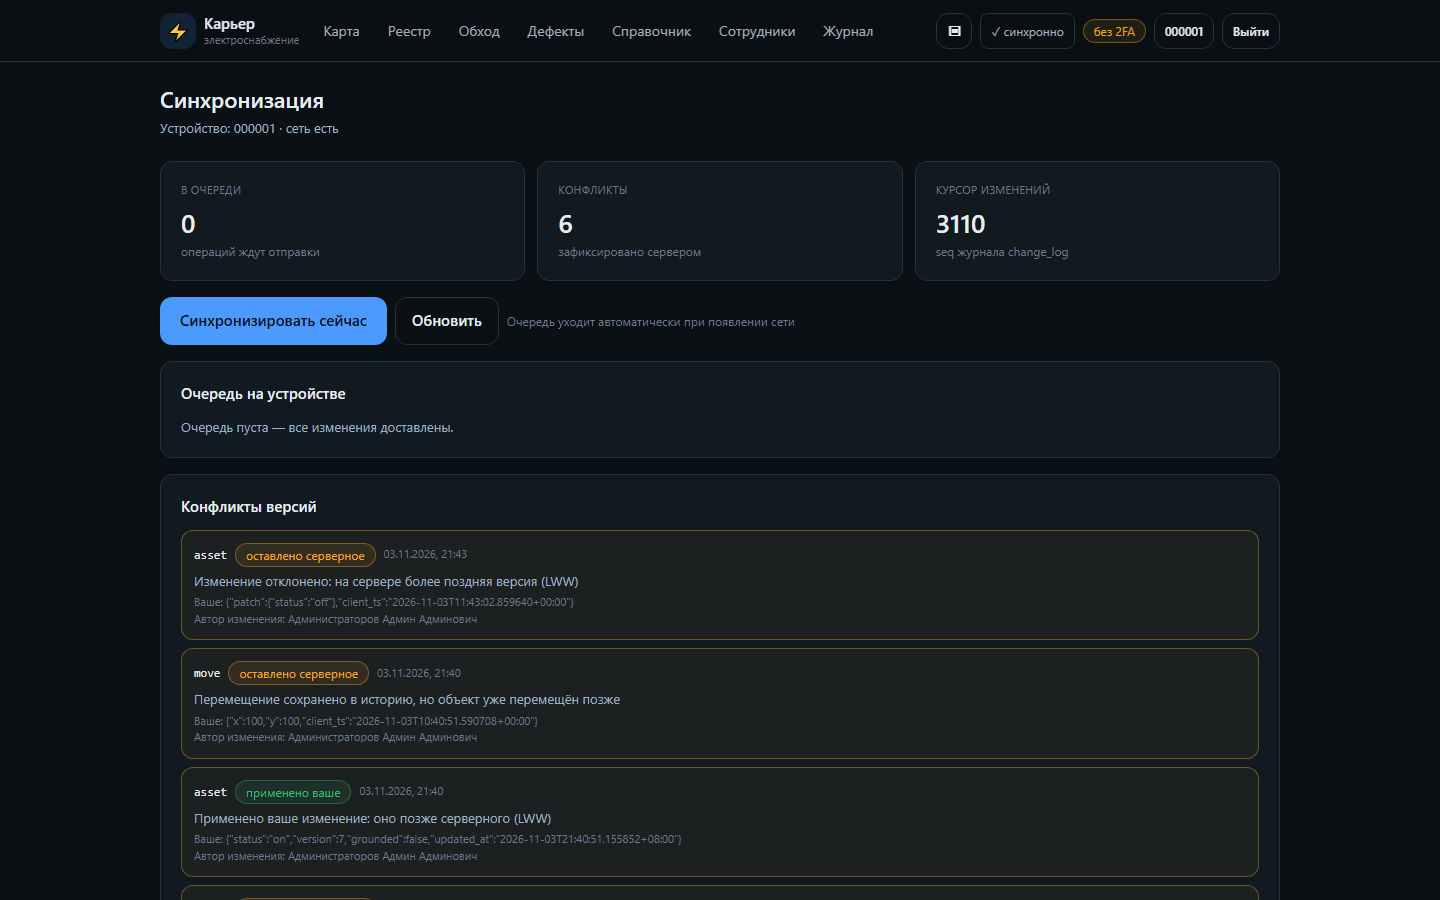 Карьер
электроснабжение
Карта
Реестр
Обход
Дефекты
Справочник
Сотрудники
Журнал
✓ синхронно
без 2FA
000001
Выйти
Синхронизация
Устройство: 000001 · сеть есть
В ОЧЕРЕДИ
0
операций ждут отправки
КОНФЛИКТЫ
6
зафиксировано сервером
КУРСОР ИЗМЕНЕНИЙ
3110
seq журнала change_log
Синхронизировать сейчас
Обновить
Очередь уходит автоматически при появлении сети
Очередь на устройстве
Очередь пуста — все изменения доставлены.
Конфликты версий
asset оставлено серверное 03.11.2026, 21:43
Изменение отклонено: на сервере более поздняя версия (LWW)
Ваше: {"patch":{"status":"off"},"client_ts":"2026-11-03T11:43:02.859640+00:00"}
Автор изменения: Администраторов Админ Админович
move оставлено серверное 03.11.2026, 21:40
Перемещение сохранено в историю, но объект уже перемещён позже
Ваше: {"x":100,"y":100,"client_ts":"2026-11-03T10:40:51.590708+00:00"}
Автор изменения: Администраторов Админ Админович
asset применено ваше 03.11.2026, 21:40
Применено ваше изменение: оно позже серверного (LWW)
Ваше: {"status":"on","version":7,"grounded":false,"updated_at":"2026-11-03T21:40:51.155852+08:00"}
Автор изменения: Администраторов Админ Админович